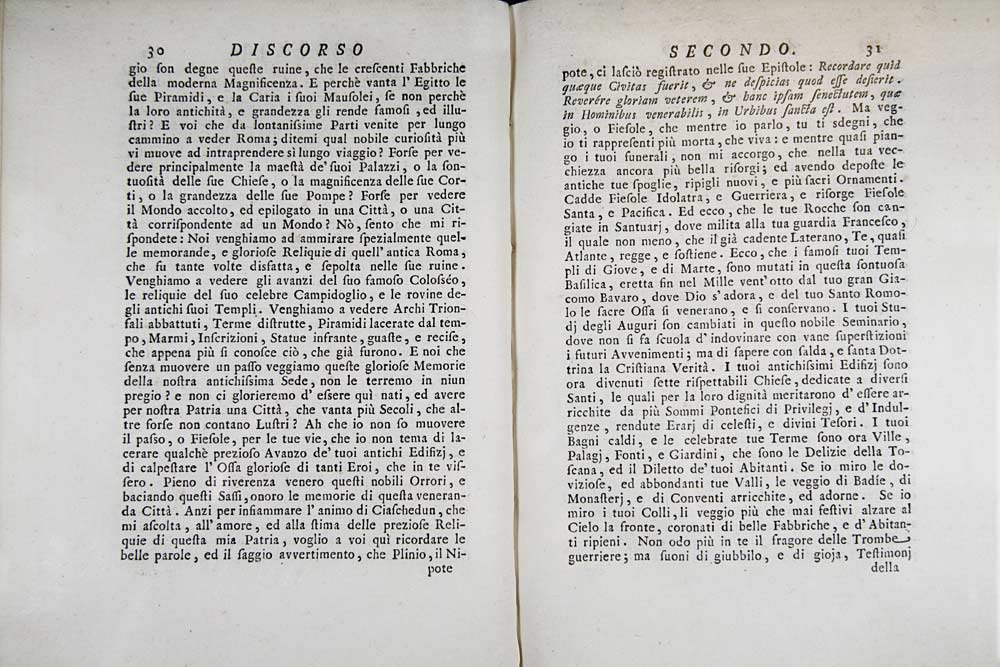 30 DISCORSO
gio ſon degne queſte ruine, che le creſcenti Fabbriche
della moderna Magnificenza. E perchè vanta l'Egitto le
ſue Piramidi, e la Caria i ſuoi Mauſolei, ſe non perchè
la loro antichità, e grandezza gli rende famoſi, ed illu-
ſtri? E voi che da lontaniſſime Parti venite per lungo
cammino a veder Roma; ditemi qual nobile curioſità più
vi muove ad intraprendere sì lungo viaggio? Forſe per ve-
dere principalmente la maeſtà de' ſuoi Palazzi, o la ſon-
tuoſità delle ſue Chieſe, o la magnificenza delle ſue Cor-
ti, o la grandezza delle ſue Pompe? Forſe per vedere
il Mondo accolto, ed epilogato in una Città, o una Cit-
tà corriſpondente ad un Mondo? Nò, ſento che mi ri-
ſpondete: Noi venghiamo ad ammirare ſpezialmente quel-
le memorande, e glorioſe Reliquie di quell'antica Roma,
che fu tante volte disfatta, e ſepolta nelle ſue ruine.
Venghiamo a vedere gli avanzi del ſuo famoſo Coloſſéo,
le reliquie del ſuo celebre Campidoglio, e le rovine de-
gli antichi ſuoi Templi. Venghiamo a vedere Archi Trion-
fali abbattuti, Terme diſtrutte, Piramidi lacerate dal tem-
po, Marmi, Inſcrizioni, Statue infrante, guaſte, e reciſe,
che appena più ſi conoſce ciò, che già furono. E noi che
ſenza muovere un paſſo veggiamo queſte glorioſe Memorie
della noſtra antichiſſima Sede, non le terremo in niun
pregio? e non ci glorieremo d'eſſere quì nati, ed avere
per noſtra Patria una Città, che vanta più Secoli, che al-
tre forſe non contano Luſtri? Ah che io non ſo muovere
il paſſo, o Fieſole, per le tue vie, che io non tema di la-
cerare qualche prezioſo Avanzo de' tuoi antichi Edifizj, e
di calpeſtare l'Oſſa glorioſe di tanti Eroi, che in te viſ-
ſero. Pieno di riverenza venero queſti nobili Orrori, e
baciando queſti Saſſi, onoro le memorie di queſta veneran-
da Città. Anzi per infiammare l'animo di Ciaſchedun, che
mi aſcolta, all'amore, ed alla ſtima delle prezioſe Reli-
quie di queſta mia Patria, voglio a voi quì ricordare le
belle parole, ed il ſaggio avvertimento, che Plinio, il Ni-
pote
SECONDO. 31
pote, ci laſciò regiſtrato nelle ſue Epiſtole: Recordare quid
quæque Civitas fuerit, & ne deſpicias quod eſſe deſierit.
Reverére gloriam veterem, & hanc ipſam ſenectutem, quæ
in Hominibus venerabilis, in Urbibus ſancta eſt. Ma veg-
gio, o Fieſole, che mentre io parlo, tu ti sdegni, che
io ti rappreſenti più morta, che viva: e mentre quaſi pian-
go i tuoi funerali, non mi accorgo, che nella tua vec-
chiezza ancora più bella riſorgi; ed avendo depoſte le
antiche tue ſpoglie, ripigli nuovi, e più ſacri Ornamenti.
Cadde Fieſole Idolatra, e Guerriera, e riſorge Fieſole
Santa, e Pacifica. Ed ecco, che le tue Rocche ſon can-
giate in Santuarj, dove milita alla tua guardia Franceſco,
il quale non meno, che il già cadente Laterano, Te, quaſi
Atlante, regge, e ſoſtiene. Ecco, che i famoſi tuoi Tem-
pli di Giove, e di Marte, ſono mutati in queſta ſontuoſa
Baſilica, eretta fin nel Mille vent'otto dal tuo gran Gia-
como Bavaro, dove Dio s'adora, e del tuo Santo Romo-
lo le ſacre Oſſa ſi venerano, e ſi conſervano. I tuoi Stu-
dj degli Auguri ſon cambiati in queſto nobile Seminario,
dove non ſi fa ſcuola d'indovinare con vane ſuperſtizioni
i futuri Avvenimenti; ma di ſapere con ſalda, e ſanta Dot-
trina la Criſtiana Verità. I tuoi antichiſſimi Edifizj ſono
ora divenuti ſette riſpettabili Chieſe, dedicate a diverſi
Santi, le quali per la loro dignità meritarono d'eſſere ar-
ricchite da più Sommi Pontefici di Privilegj, e d'Indul-
genze, rendute Erarj di celeſti, e divini Teſori. I tuoi
Bagni caldi, e le celebrate tue Terme ſono ora Ville,
Palagj, Fonti, e Giardini, che ſono le Delizie della To-
ſcana, ed il Diletto de' tuoi Abitanti. Se io miro le do-
vizioſe, ed abbondanti tue Valli, le veggio di Badíe, di
Monaſterj, e di Conventi arricchite, ed adorne. Se io
miro i tuoi Colli, li veggio più che mai feſtivi alzare al
Cielo la fronte, coronati di belle Fabbriche, e d'Abitan-
ti ripieni. Non odo più in te il fragore delle Trombe
guerriere; ma ſuoni di giubbilo, e di gioja, Teſtimonj
della